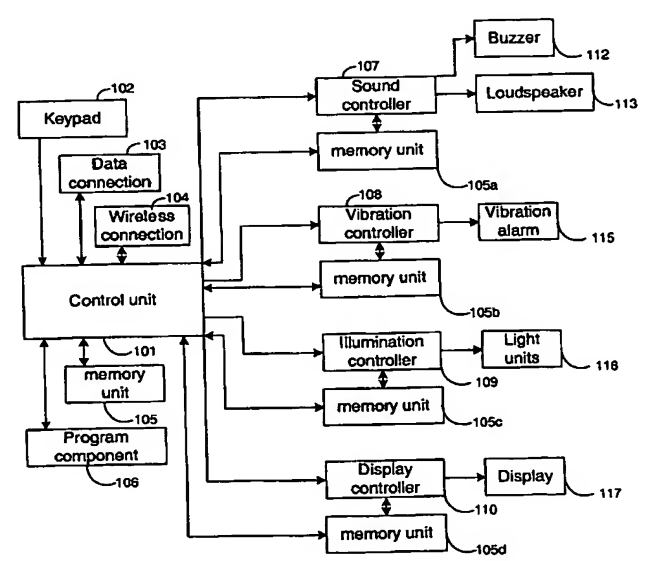 Buzzer
112
107
Sound
controller
Loudspeaker
113
102
Keypad
103
Data
connection
memory unit
105a
104
Wireless
connection
108
Vibration
controller
Vibration
alarm
115
memory unit
105b
Control unit
101
Illumination
controller
109
Light
units
116
memory
unit
105
memory unit
105c
Program
component
106
Display
controller
110
Display
117
memory unit
105d